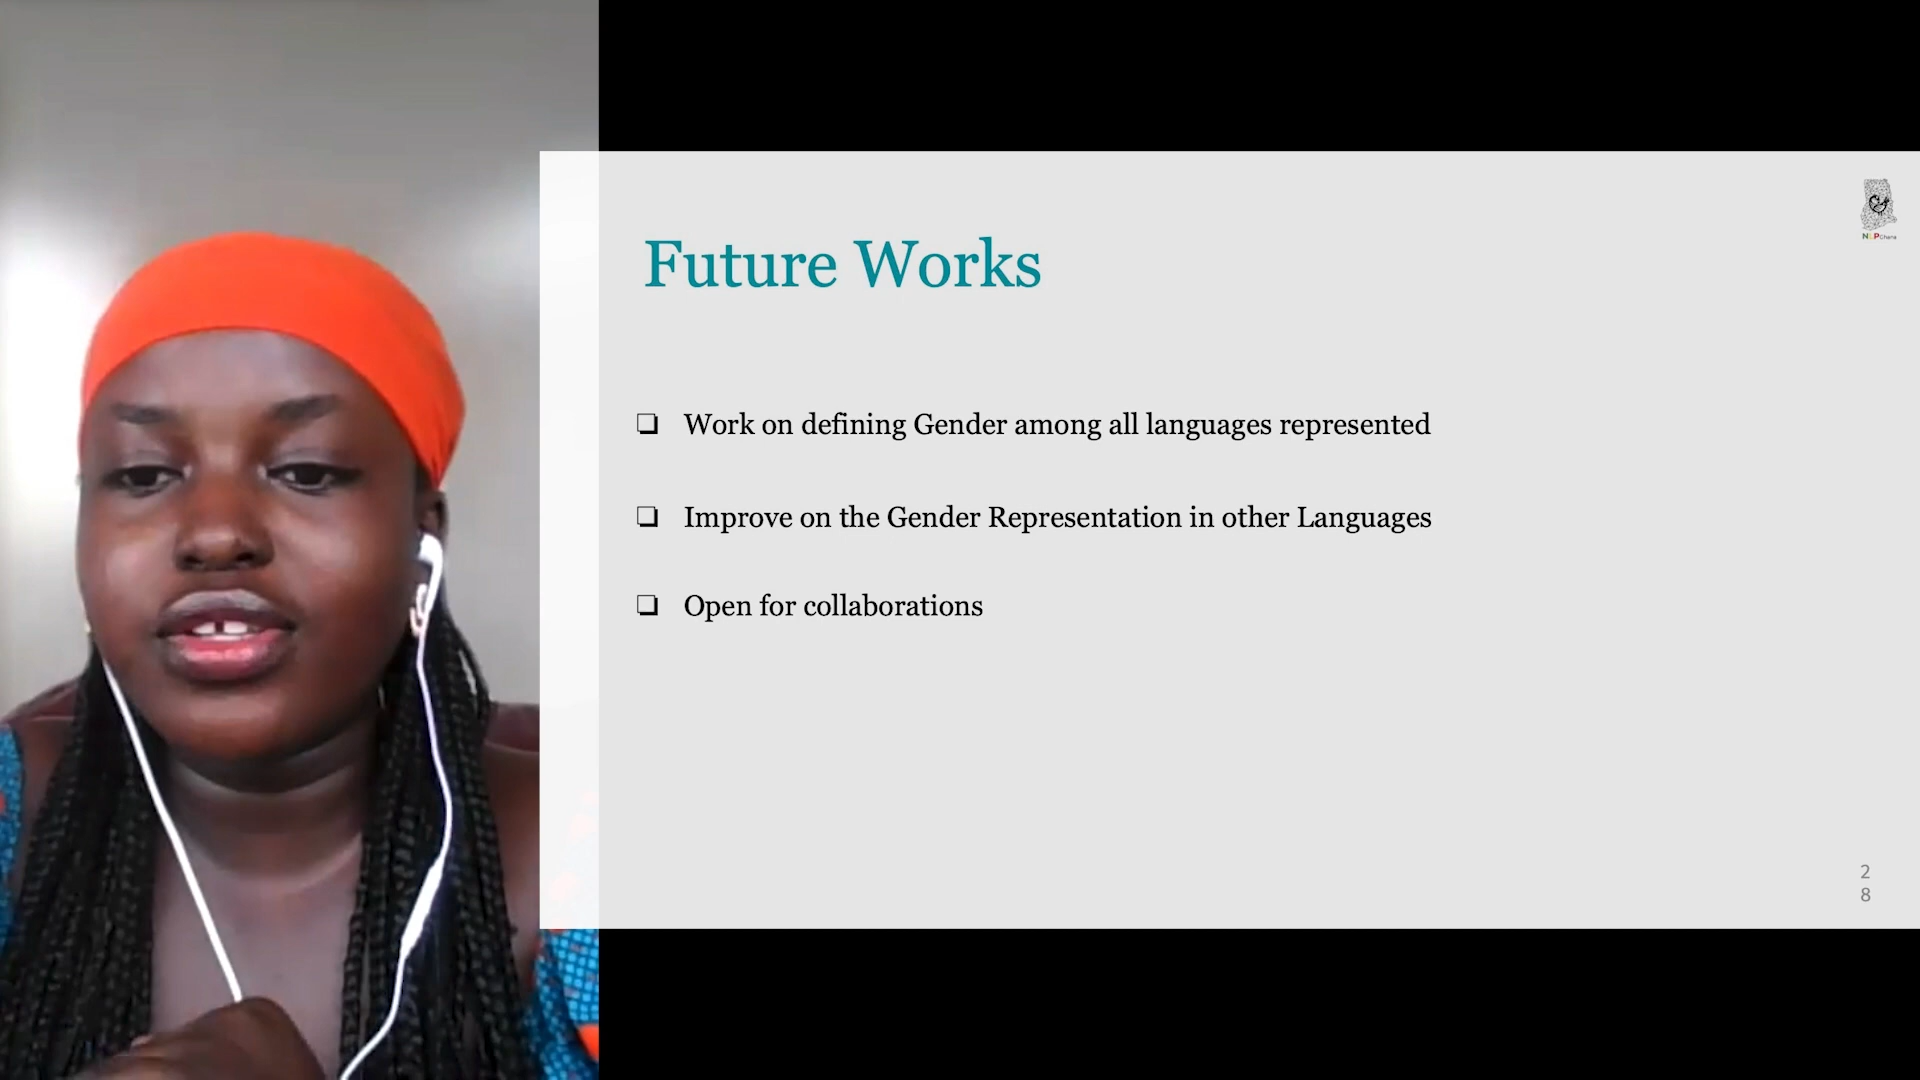 Future Works
Work on defining Gender among all languages represented
Improve on the Gender Representation in other Languages
Open for collaborations
NLPGhana
2
8